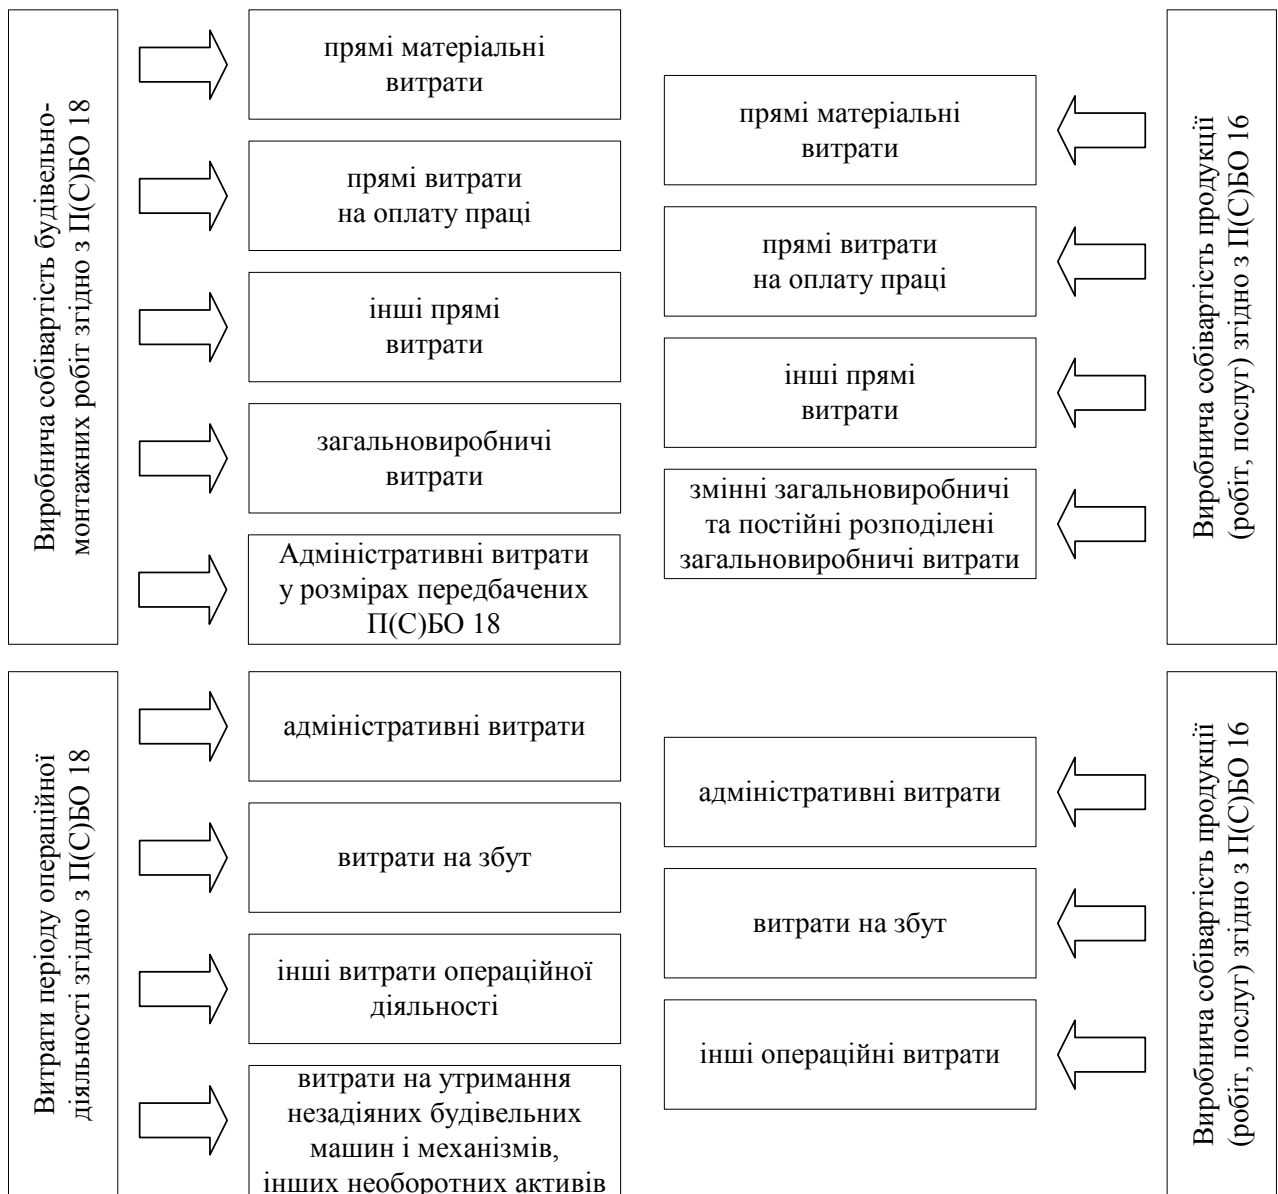 Виробнича собівартість будівельно-
монтажних робіт згідно з П(С)БО 18
прямі матеріальні
витрати
прямі витрати
на оплату праці
інші прямі
витрати
загальновиробничі
витрати
Адміністративні витрати
у розмірах передбачених
П(С)БО 18
прямі матеріальні
витрати
прямі витрати
на оплату праці
інші прямі
витрати
змінні загальновиробничі
та постійні розподілені
загальновиробничі витрати
Виробнича собівартість продукції
(робіт, послуг) згідно з П(С)БО 16
Витрати періоду операційної
діяльності згідно з П(С)БО 18
адміністративні витрати
витрати на збут
інші витрати операційної
діяльності
витрати на утримання
незадіяних будівельних
машин і механізмів,
інших необоротних активів
адміністративні витрати
витрати на збут
інші операційні витрати
Виробнича собівартість продукції
(робіт, послуг) згідно з П(С)БО 16